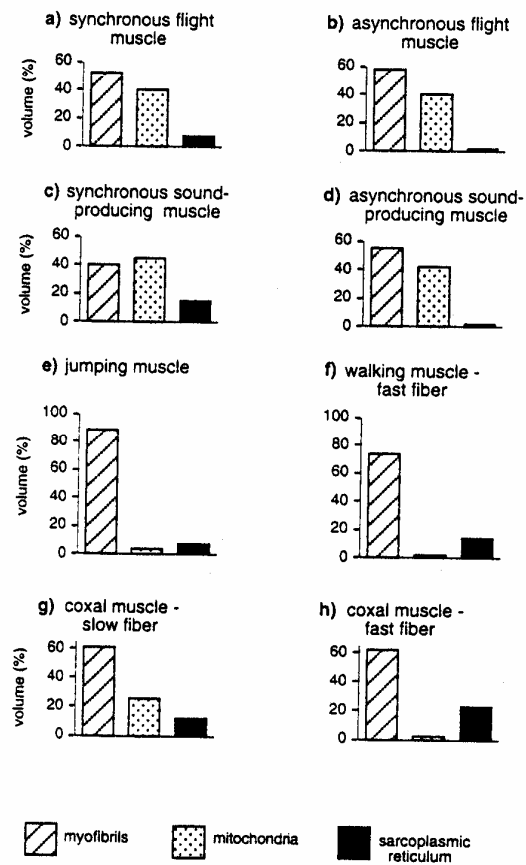 a) synchronous flight
muscle
volume (%)
60
40
20
0
b) asynchronous flight
muscle
60
40
20
0
c) synchronous sound-
producing muscle
volume (%)
60
40
20
0
d) asynchronous sound-
producing muscle
60
40
20
0
e) jumping muscle
volume (%)
100
80
60
40
20
0
f) walking muscle -
fast fiber
100
80
60
40
20
0
g) coxal muscle -
slow fiber
volume (%)
60
40
20
0
h) coxal muscle -
fast fiber
60
40
20
0
myofibrils
mitochondria
sarcoplasmic
reticulum